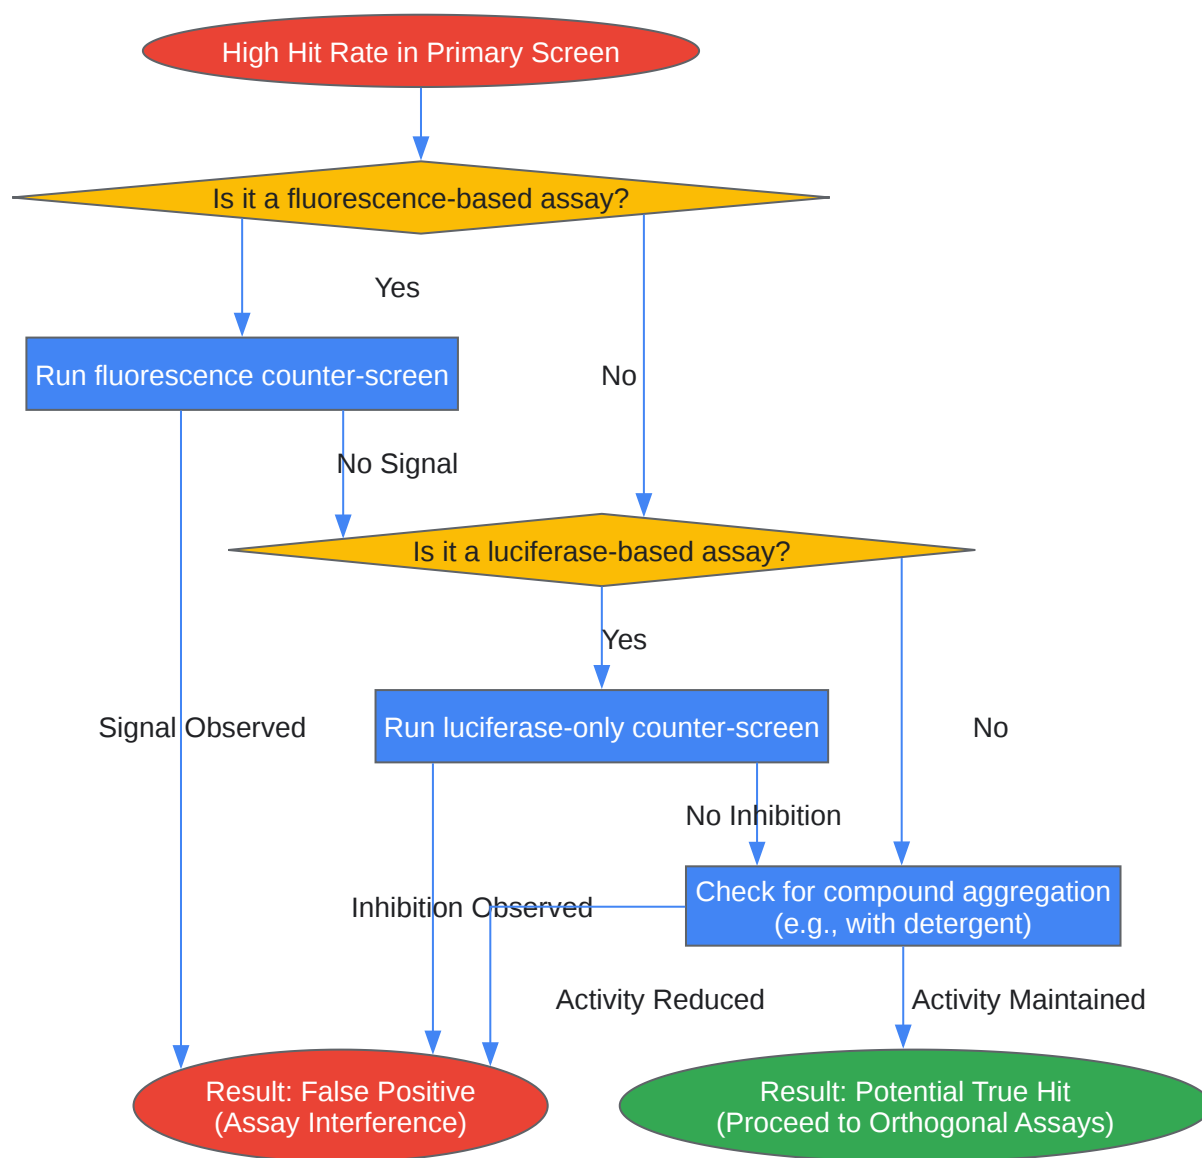 High Hit Rate in Primary Screen
Is it a fluorescence-based assay?
Yes
Run fluorescence counter-screen
No
No Signal
Is it a luciferase-based assay?
Yes
Signal Observed
Run luciferase-only counter-screen
No
No Inhibition
Inhibition Observed
Check for compound aggregation
(e.g., with detergent)
Activity Reduced
Activity Maintained
Result: False Positive
(Assay Interference)
Result: Potential True Hit
(Proceed to Orthogonal Assays)